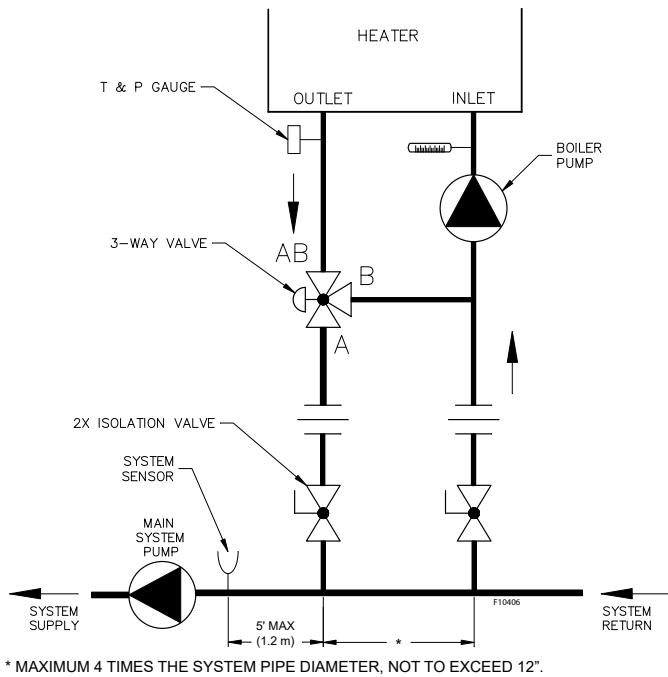 HEATER
T & P GAUGE
OUTLET
INLET
BOILER
PUMP
3-WAY VALVE
AB
B
A
2X ISOLATION VALVE
SYSTEM
SENSOR
MAIN
SYSTEM
PUMP
F10406
SYSTEM
SUPPLY
5' MAX
(1.2 m)
*
SYSTEM
RETURN
* MAXIMUM 4 TIMES THE SYSTEM PIPE DIAMETER, NOT TO EXCEED 12”.